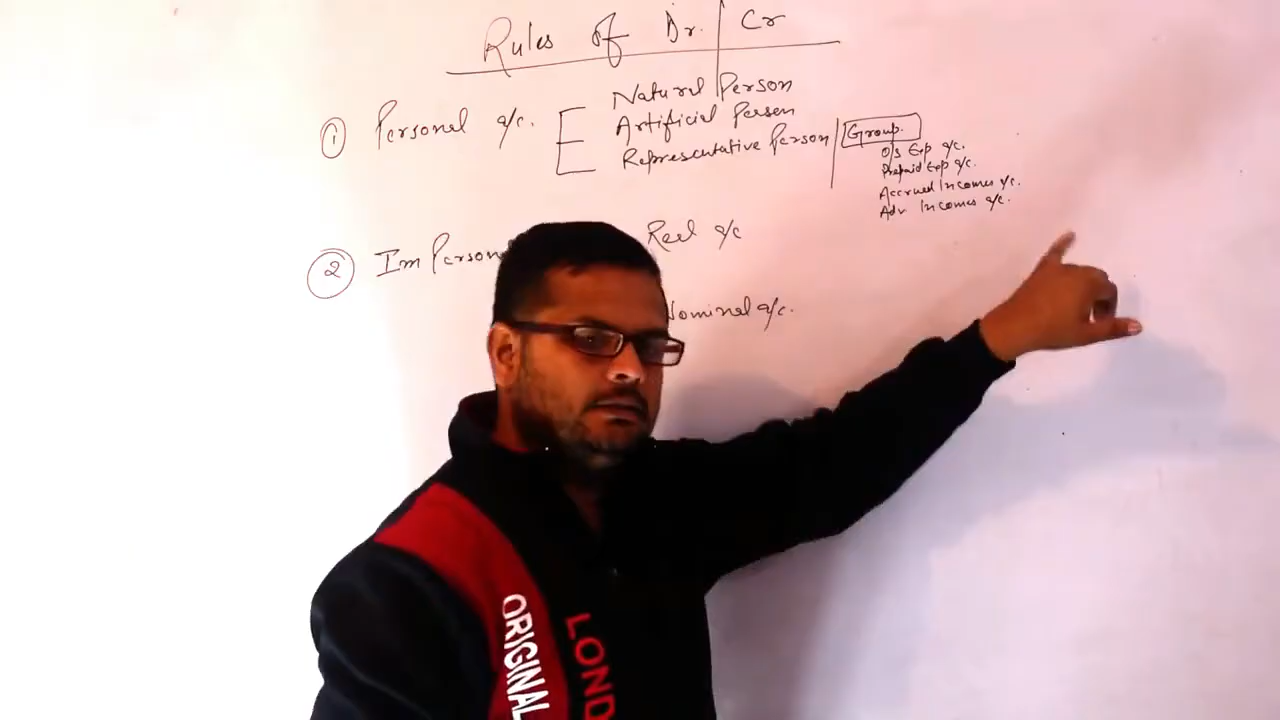 Rules of Dr. | Cr
① Personal a/c.
Natural Person
Artificial Person
Representative Person
Group.
O/s Exp a/c.
Prepaid Exp a/c.
Accrued Incomes a/c.
Adv Incomes a/c.
② Im Person
Real a/c
Nominal a/c.
ORIGINAL
LOND